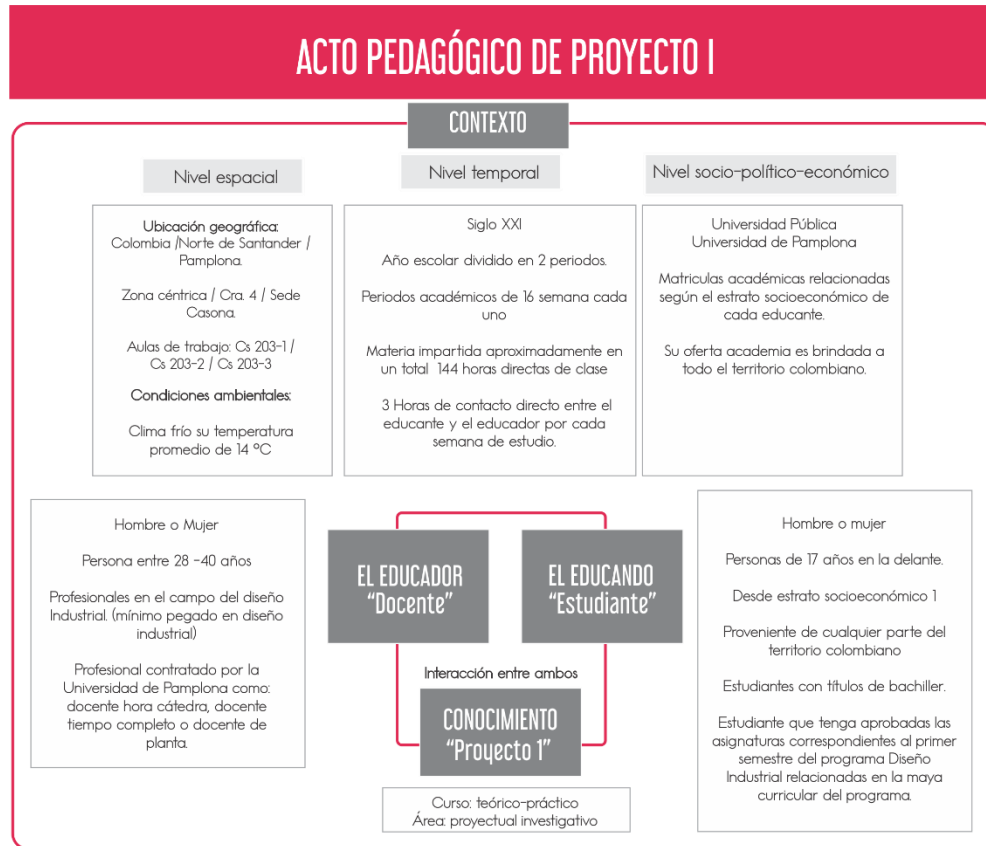 ACTO PEDAGÓGICO DE PROYECTO I
CONTEXTO
Nivel espacial
Ubicación geográfica:
Colombia /Norte de Santander /
Pamplona.
Zona céntrica / Cra. 4 / Sede
Casona.
Aulas de trabajo: Cs 203-1 /
Cs 203-2 / Cs 203-3
Condiciones ambientales:
Clima frío su temperatura
promedio de 14 ºC
Nivel temporal
Siglo XXI
Año escolar dividido en 2 periodos.
Periodos académicos de 16 semana cada
uno
Materia impartida aproximadamente en
un total 144 horas directas de clase
3 Horas de contacto directo entre el
educante y el educador por cada
semana de estudio.
Nivel socio-político-económico
Universidad Pública
Universidad de Pamplona
Matriculas académicas relacionadas
según el estrato socioeconómico de
cada educante.
Su oferta academia es brindada a
todo el territorio colombiano.
Hombre o Mujer
Persona entre 28 -40 años
Profesionales en el campo del diseño
Industrial. (mínimo pegado en diseño
industrial)
Profesional contratado por la
Universidad de Pamplona como:
docente hora cátedra, docente
tiempo completo o docente de
planta.
EL EDUCADOR
“Docente”
EL EDUCANDO
“Estudiante”
Interacción entre ambos
CONOCIMIENTO
“Proyecto 1”
Curso: teórico-práctico
Área: proyectual investigativo
Hombre o mujer
Personas de 17 años en la delante.
Desde estrato socioeconómico 1
Proveniente de cualquier parte del
territorio colombiano
Estudiantes con títulos de bachiller.
Estudiante que tenga aprobadas las
asignaturas correspondientes al primer
semestre del programa Diseño
Industrial relacionadas en la maya
curricular del programa.